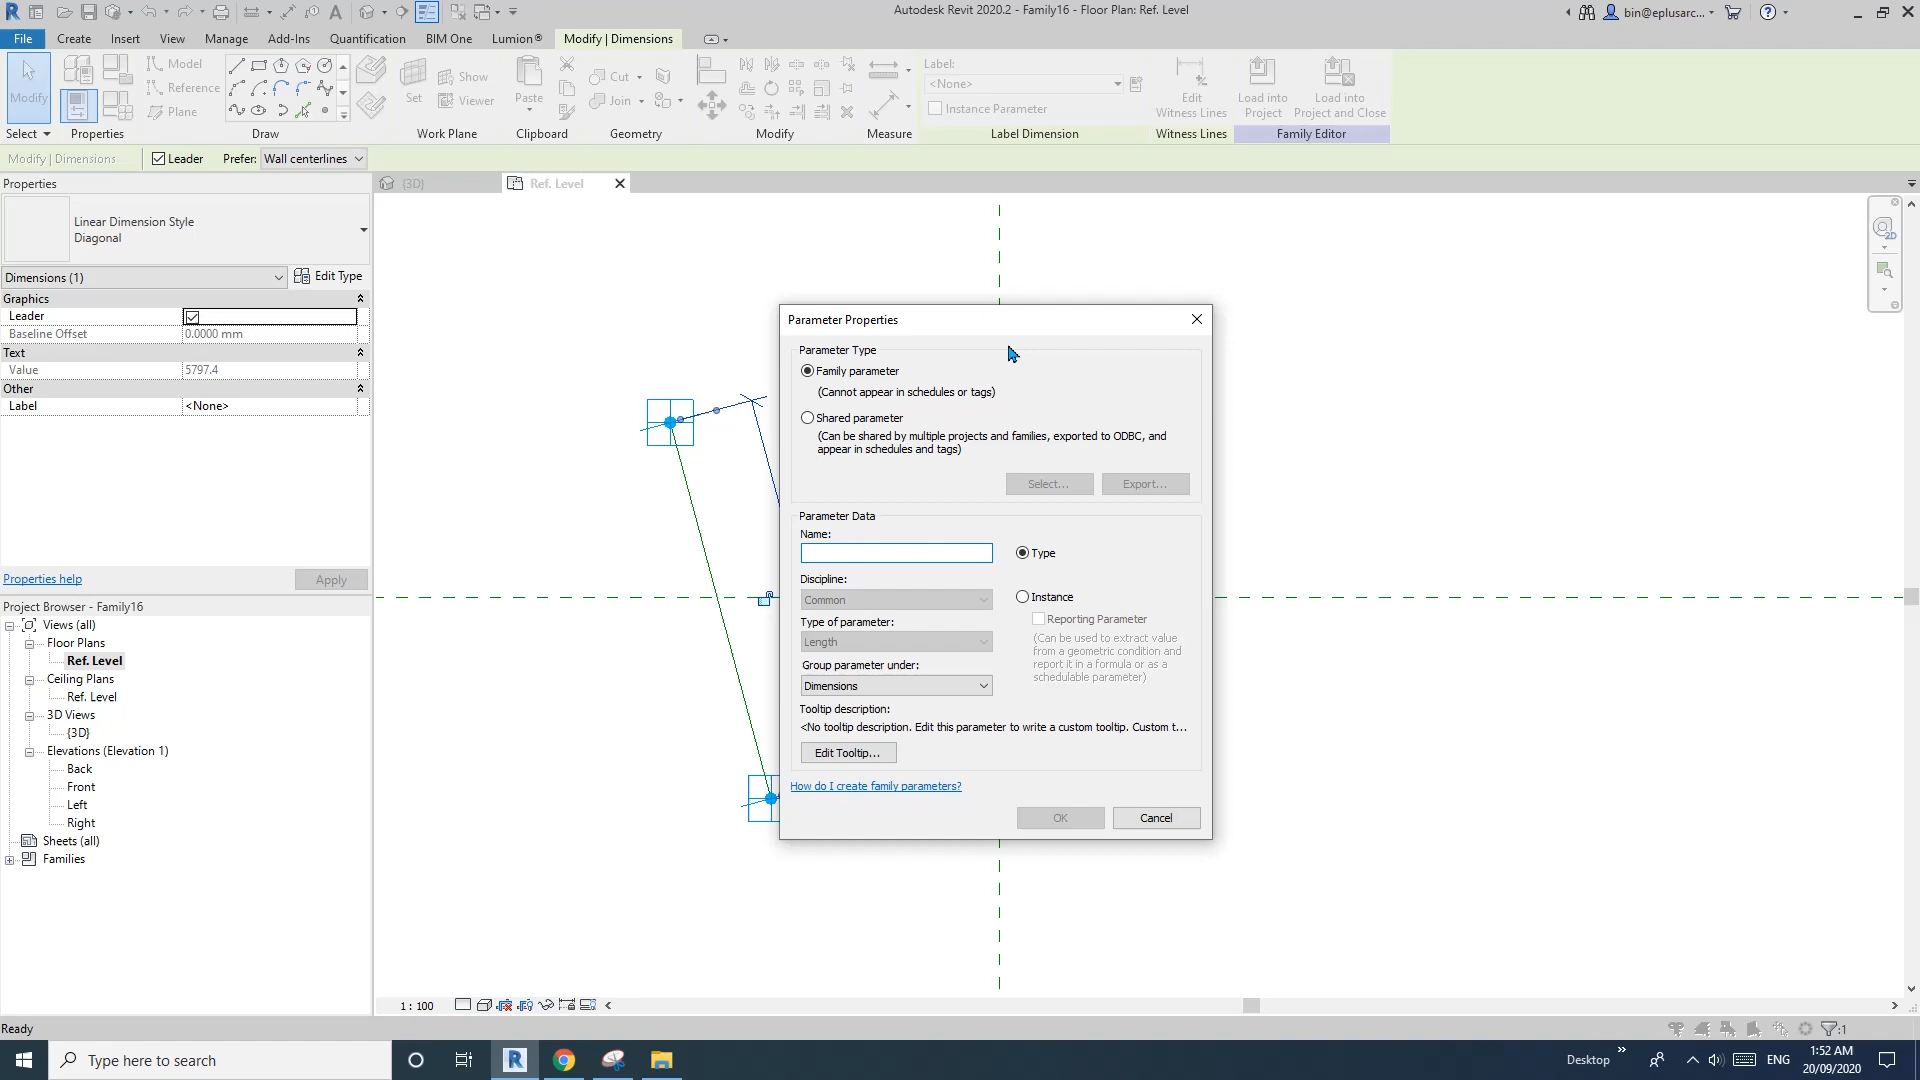 Autodesk Revit 2020.2 - Family16 - Floor Plan: Ref. Level
bin@eplusarc...
File Create Insert View Manage Add-Ins Quantification BIM One Lumion® Modify | Dimensions
Modify
Model
Reference
Plane
Set
Show
Viewer
Paste
Cut
Join
Label:
<None>
Instance Parameter
Edit
Witness Lines
Load into
Project
Load into
Project and Close
Select Properties Draw Work Plane Clipboard Geometry Modify Measure Label Dimension Witness Lines Family Editor
Modify | Dimensions Leader Prefer: Wall centerlines
Properties
(3D) Ref. Level
Linear Dimension Style
Diagonal
Dimensions (1) Edit Type
Graphics
Leader
Baseline Offset 0.0000 mm
Text
Value 5797.4
Other
Label <None>
Properties help Apply
Project Browser - Family16
Views (all)
Floor Plans
Ref. Level
Ceiling Plans
Ref. Level
3D Views
{3D}
Elevations (Elevation 1)
Back
Front
Left
Right
Sheets (all)
Families
2D
Parameter Properties
Parameter Type
Family parameter
(Cannot appear in schedules or tags)
Shared parameter
(Can be shared by multiple projects and families, exported to ODBC, and
appear in schedules and tags)
Select... Export...
Parameter Data
Name:
Type
Discipline:
Common
Instance
Type of parameter:
Reporting Parameter
Length
(Can be used to extract value
from a geometric condition and
report it in a formula or as a
schedulable parameter)
Group parameter under:
Dimensions
Tooltip description:
<No tooltip description. Edit this parameter to write a custom tooltip. Custom t...
Edit Tooltip...
How do I create family parameters?
OK Cancel
1 : 100
Ready
:1
Type here to search
Desktop
ENG
1:52 AM
20/09/2020